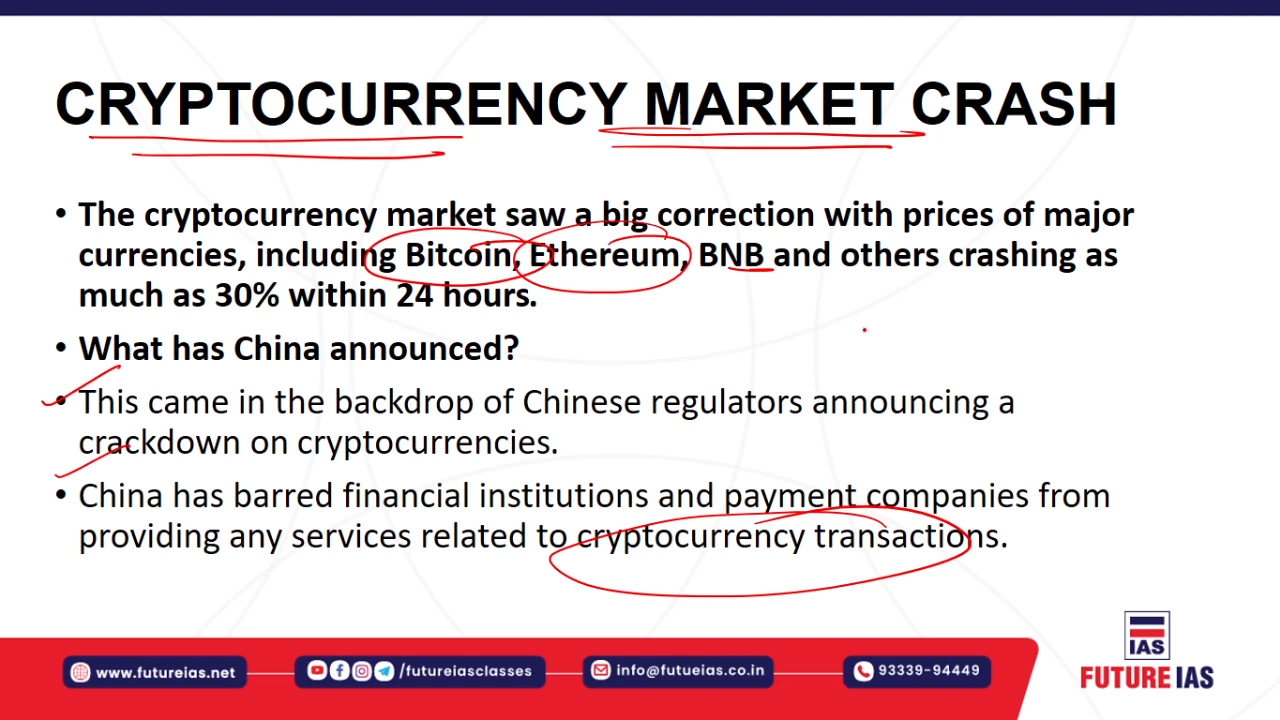 CRYPTOCURRENCY MARKET CRASH
• The cryptocurrency market saw a big correction with prices of major
currencies, including Bitcoin, Ethereum, BNB and others crashing as
much as 30% within 24 hours.
• What has China announced?
• This came in the backdrop of Chinese regulators announcing a
crackdown on cryptocurrencies.
• China has barred financial institutions and payment companies from
providing any services related to cryptocurrency transactions.
IAS
www.futureias.net
/futureiasclasses
info@futueias.co.in
93339-94449
FUTURE IAS